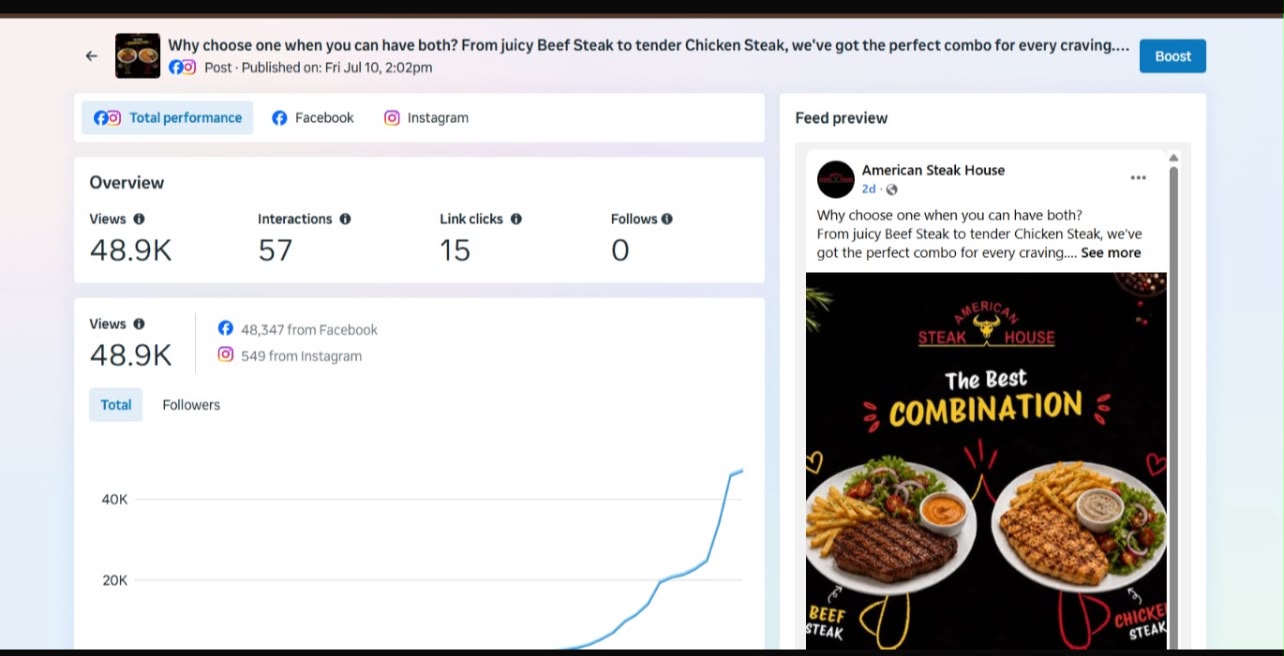 Why choose one when you can have both? From juicy Beef Steak to tender Chicken Steak, we've got the perfect combo for every craving....
Post · Published on: Fri Jul 10, 2:02pm
Boost
Total performance
Facebook
Instagram
Overview
Views
Interactions
Link clicks
Follows
48.9K
57
15
0
Views
48.9K
48,347 from Facebook
549 from Instagram
Total
Followers
40K
20K
Feed preview
American Steak House
2d ·
Why choose one when you can have both?
From juicy Beef Steak to tender Chicken Steak, we've
got the perfect combo for every craving.... See more
AMERICAN
STEAK HOUSE
The Best
COMBINATION
BEEF
STEAK
CHICKE
STEAK